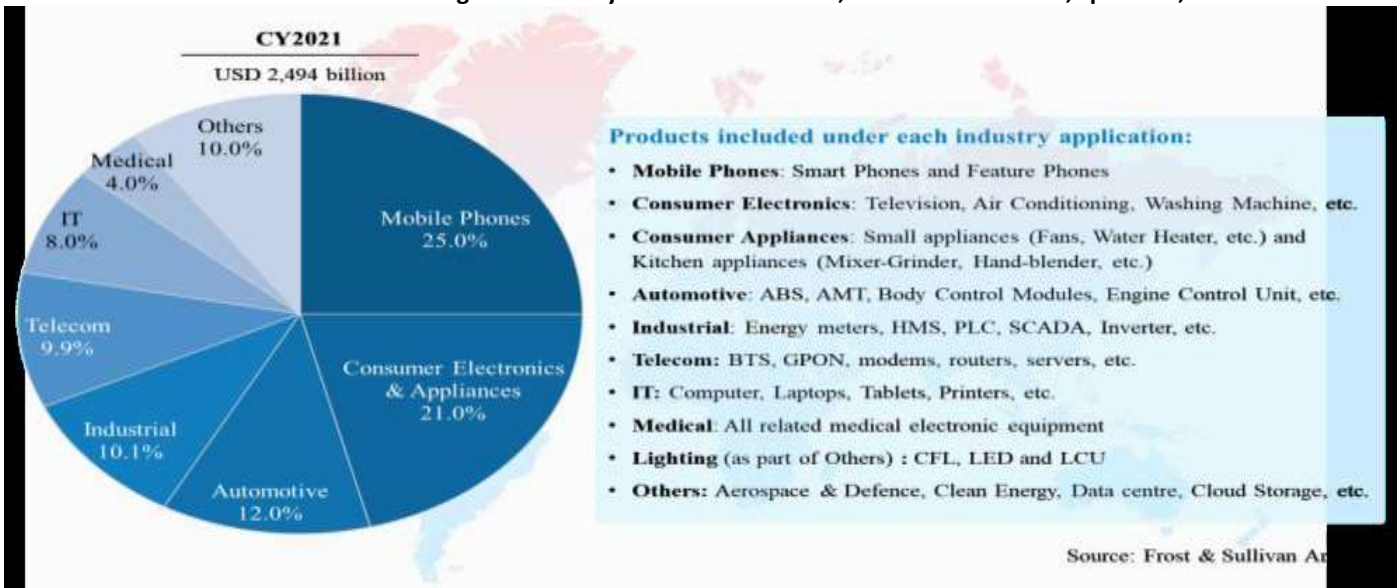 CY2021
USD 2,494 billion
Others
10.0%
Medical
4.0%
IT
8.0%
Telecom
9.9%
Industrial
10.1%
Automotive
12.0%
Consumer Electronics
& Appliances
21.0%
Mobile Phones
25.0%
Products included under each industry application:
• Mobile Phones: Smart Phones and Feature Phones
• Consumer Electronics: Television, Air Conditioning, Washing Machine, etc.
• Consumer Appliances: Small appliances (Fans, Water Heater, etc.) and
Kitchen appliances (Mixer-Grinder, Hand-blender, etc.)
• Automotive: ABS, AMT, Body Control Modules, Engine Control Unit, etc.
• Industrial: Energy meters, HMS, PLC, SCADA, Inverter, etc.
• Telecom: BTS, GPON, modems, routers, servers, etc.
• IT: Computer, Laptops, Tablets, Printers, etc.
• Medical: All related medical electronic equipment
• Lighting (as part of Others) : CFL, LED and LCU
• Others: Aerospace & Defence, Clean Energy, Data centre, Cloud Storage, etc.
Source: Frost & Sullivan